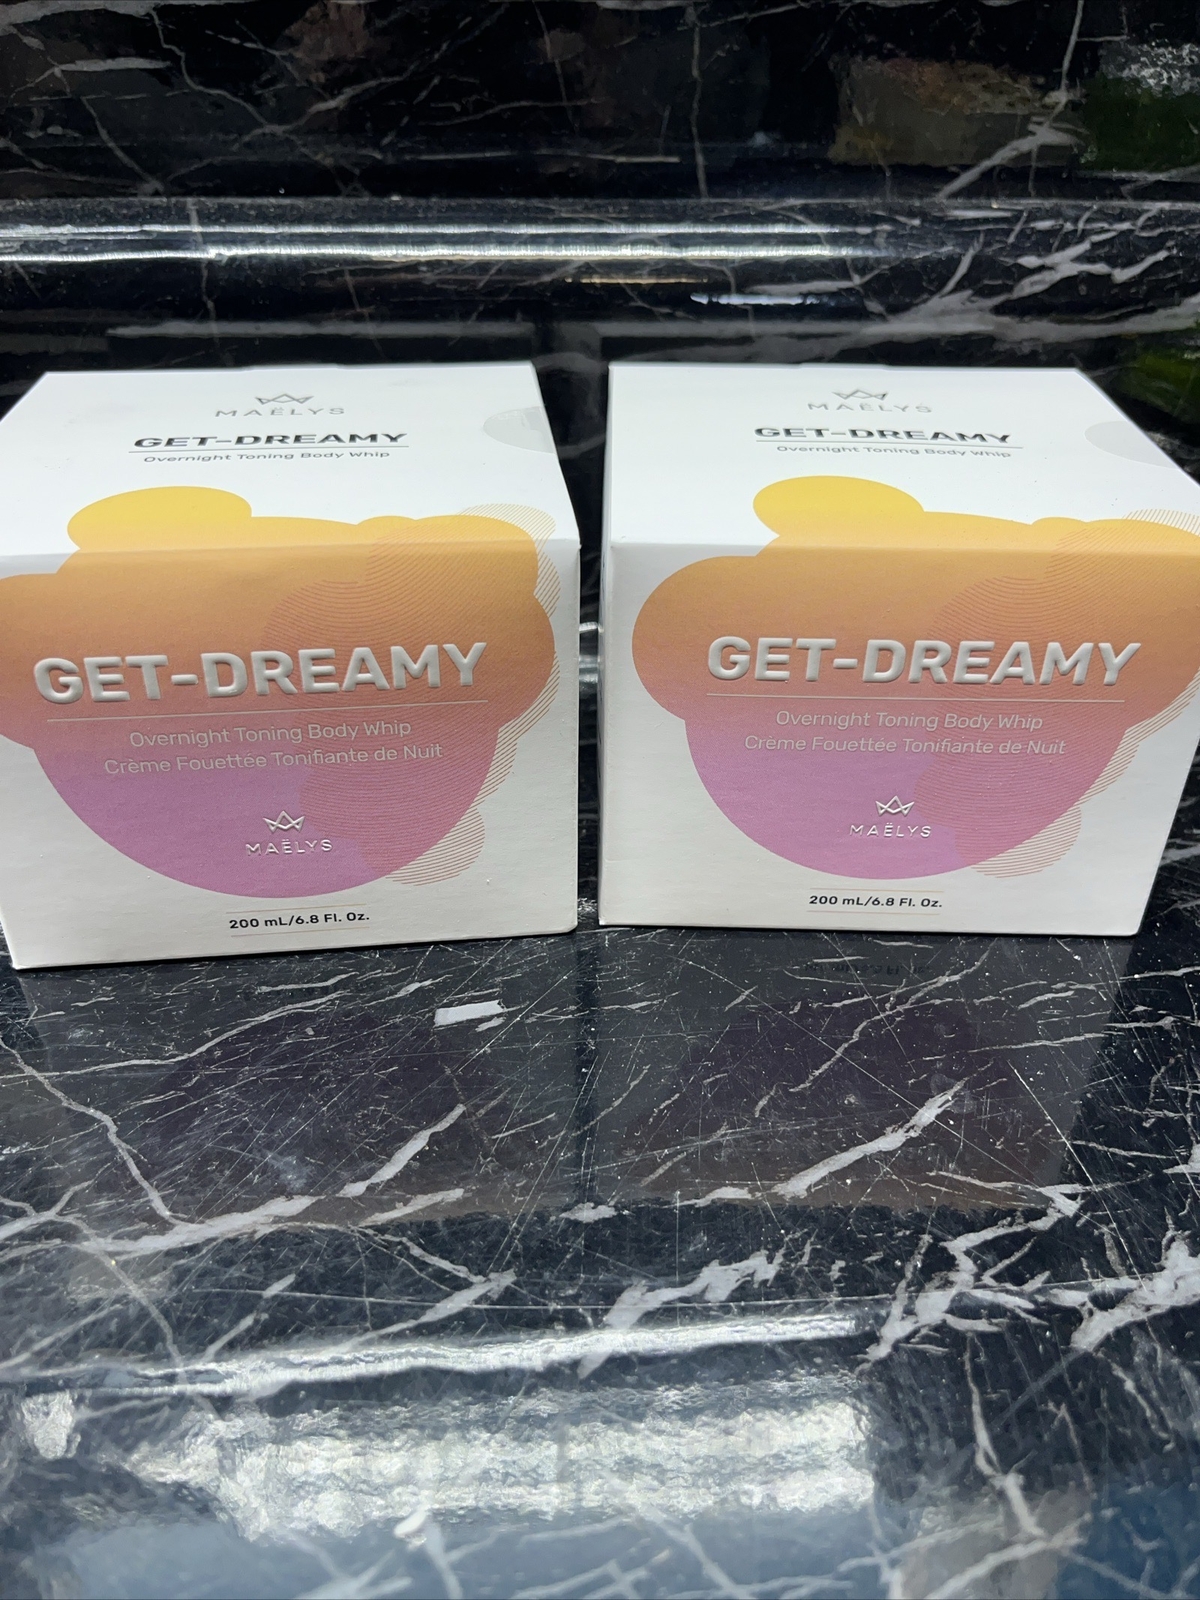 MAËLYS
GET-DREAMY
Overnight Toning Body Whip
GET-DREAMY
Overnight Toning Body Whip
Crème Fouettée Tonifiante de Nuit
MAËLYS
200 mL/6.8 Fl. Oz.
MAËLYS
GET-DREAMY
Overnight Toning Body Whip
GET-DREAMY
Overnight Toning Body Whip
Crème Fouettée Tonifiante de Nuit
MAËLYS
200 mL/6.8 Fl. Oz.